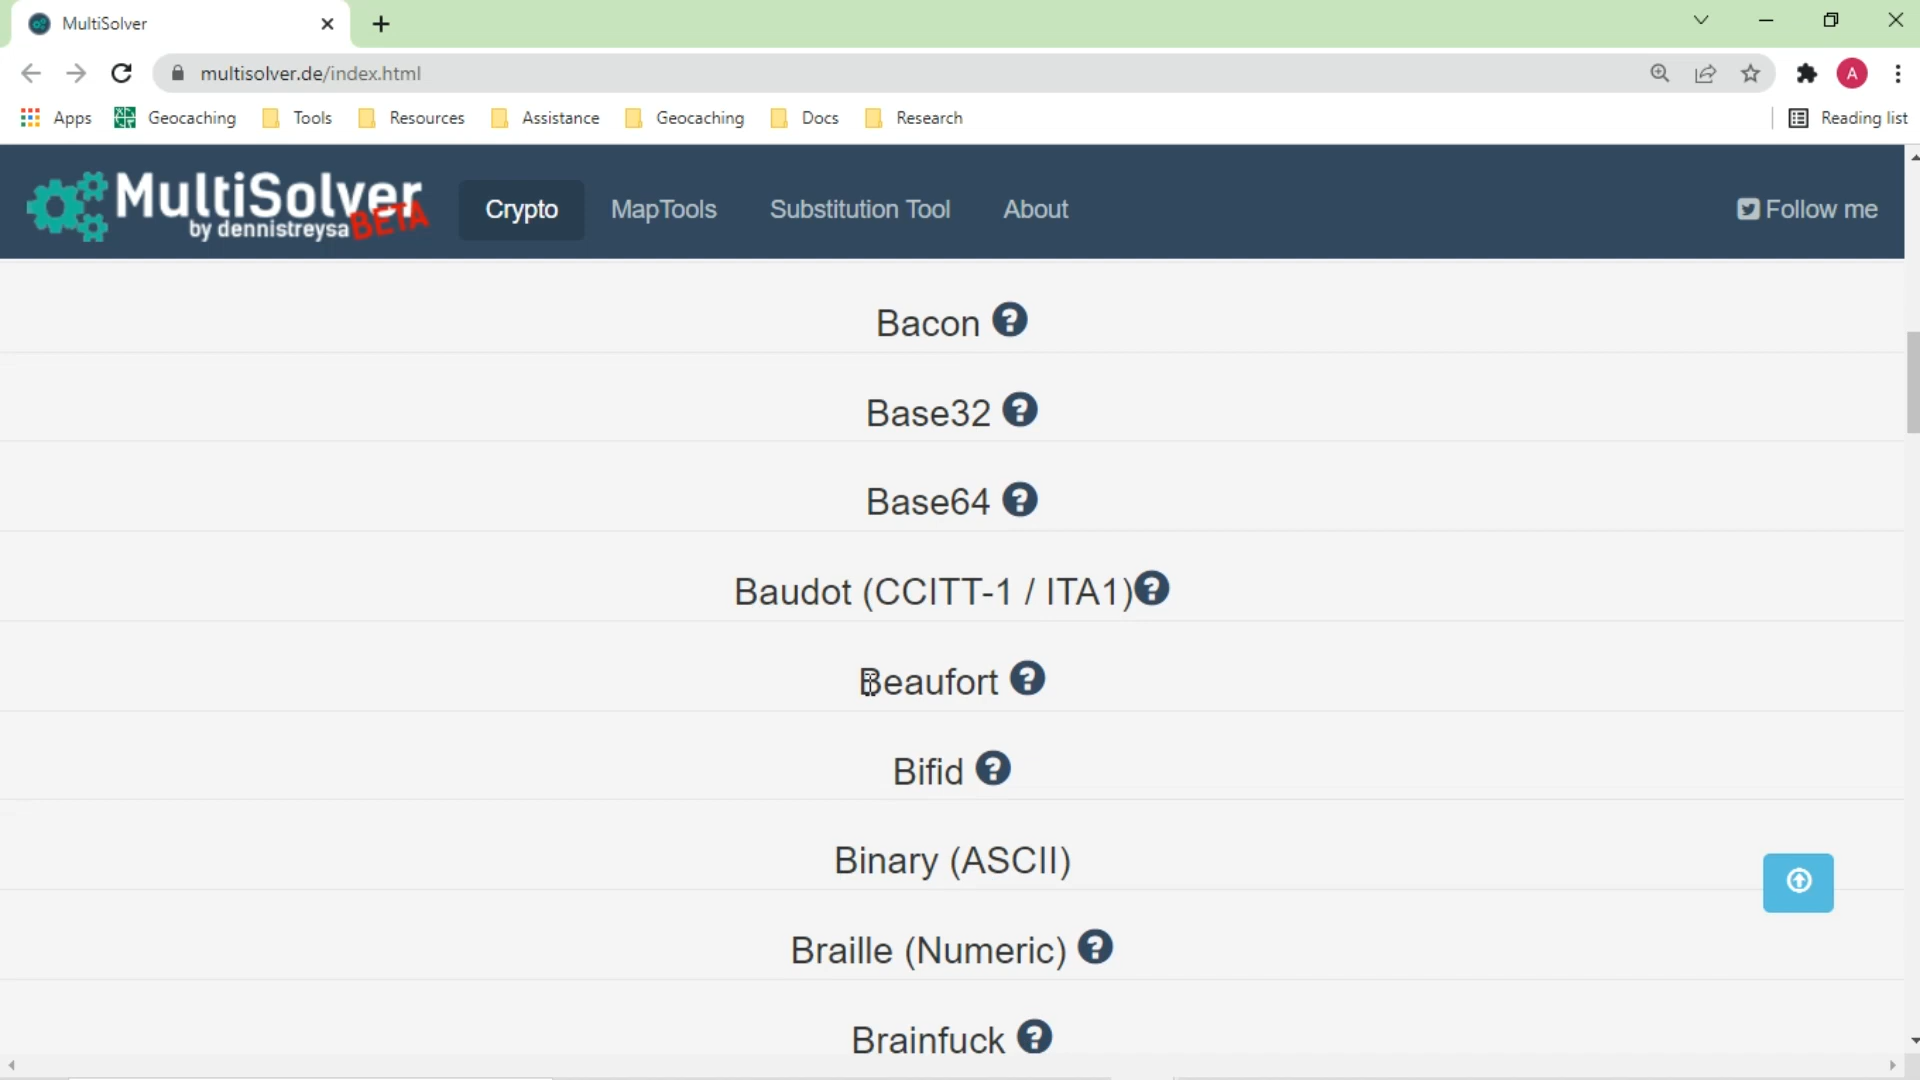 MultiSolver
multisolver.de/index.html
A
Apps Geocaching Tools Resources Assistance Geocaching Docs Research Reading list
MultiSolver
by dennistreysa BETA
Crypto MapTools Substitution Tool About Follow me
Bacon ?
Base32 ?
Base64 ?
Baudot (CCITT-1 / ITA1) ?
Beaufort ?
Bifid ?
Binary (ASCII)
Braille (Numeric) ?
Brainfuck ?